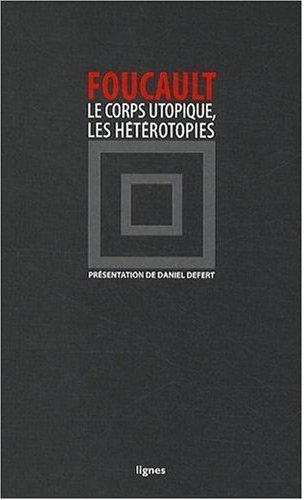 FOUCAULT
LE CORPS UTOPIQUE,
LES HÉTÉROTOPIES
PRÉSENTATION DE DANIEL DEFERT
lignes